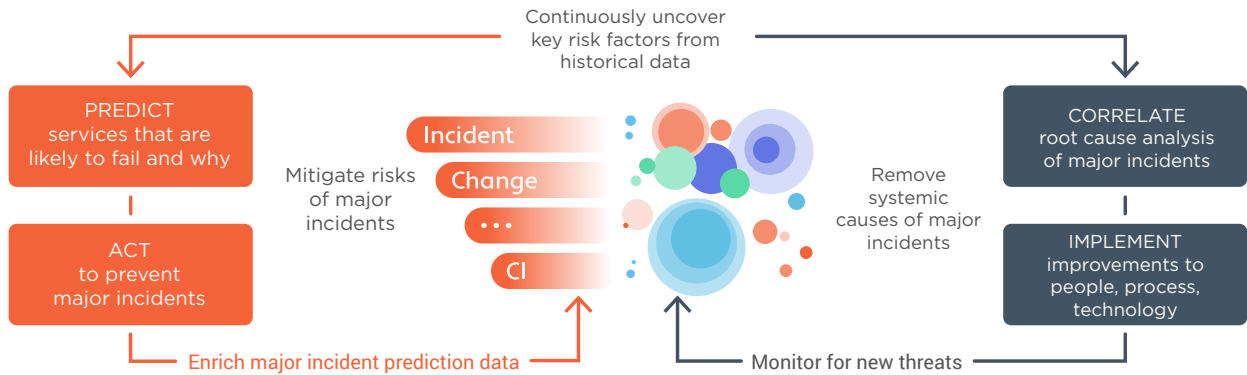 Continuously uncover
key risk factors from
historical data
PREDICT
services that are
likely to fail and why
ACT
to prevent
major incidents
Mitigate risks
of major
incidents
Incident
Change
...
CI
Remove
systemic
causes of major
incidents
CORRELATE
root cause analysis
of major incidents
IMPLEMENT
improvements to
people, process,
technology
Enrich major incident prediction data
Monitor for new threats